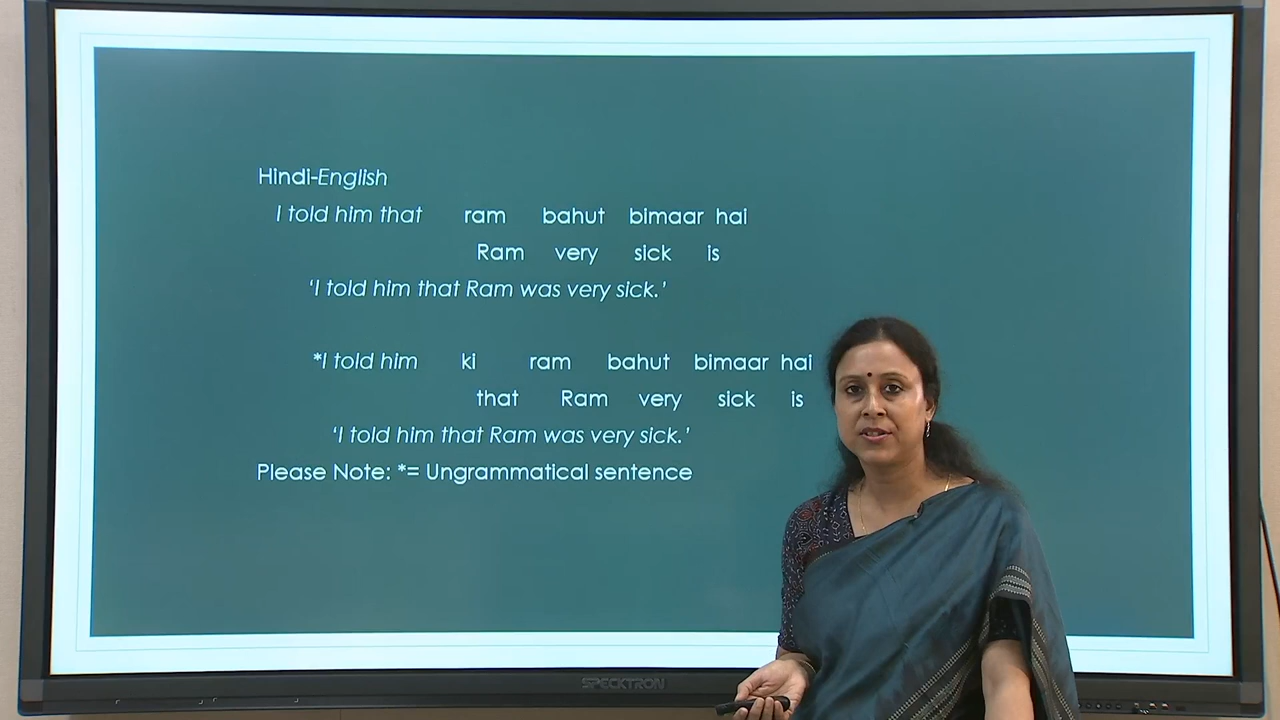 Hindi-English
I told him that ram bahut bimaar hai
Ram very sick is
‘I told him that Ram was very sick.’
*I told him ki ram bahut bimaar hai
that Ram very sick is
‘I told him that Ram was very sick.’
Please Note: *= Ungrammatical sentence
SPECKTRON